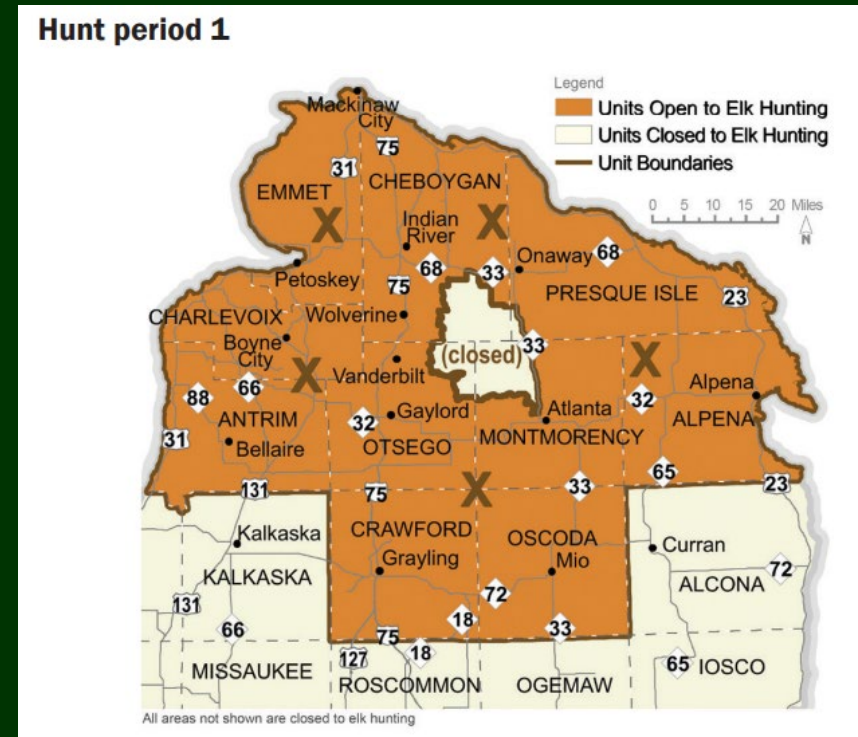 Hunt period 1
Legend
Units Open to Elk Hunting
Units Closed to Elk Hunting
Unit Boundaries
0 5 10 15 20 Miles
N
Mackinaw
City
75
31
EMMET
CHEBOYGAN
X
X
Indian
River
68
33
Onaway
68
Petoskey
75
PRESQUE ISLE
23
CHARLEVOIX
Wolverine
Boyne
City
(closed)
33
X
Vanderbilt
X
88
66
Alpena
32
ANTRIM
Gaylord
Atlanta
32
ALPENA
31
Bellaire
OTSEGO
MONTMORENCY
65
131
75
X
33
23
Kalkaska
CRAWFORD
OSCODA
Curran
KALKASKA
Grayling
Mio
72
ALCONA
131
72
66
18
33
75
127
18
65
IOSCO
MISSAUKEE
ROSCOMMON
OGEMAW
All areas not shown are closed to elk hunting